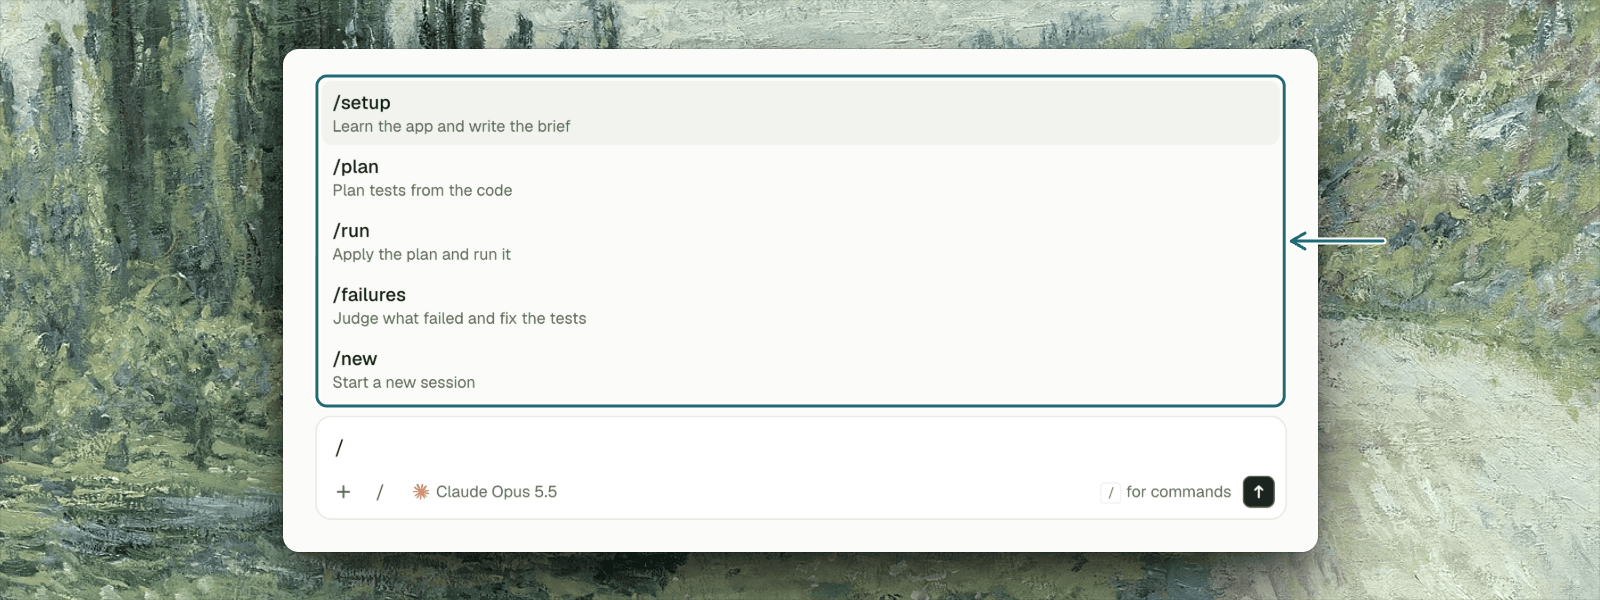 /setup
Learn the app and write the brief
/plan
Plan tests from the code
/run
Apply the plan and run it
/failures
Judge what failed and fix the tests
/new
Start a new session
/
+ / Claude Opus 5.5 / for commands